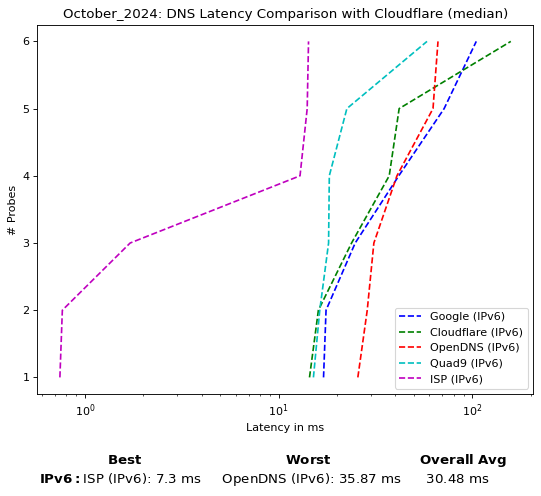 October_2024: DNS Latency Comparison with Cloudflare (median)
6
5
4
3
2
1
# Probes
Google (IPv6)
Cloudflare (IPv6)
OpenDNS (IPv6)
Quad9 (IPv6)
ISP (IPv6)
10⁰ 10¹ 10²
Latency in ms
Best Worst Overall Avg
IPv6: ISP (IPv6): 7.3 ms OpenDNS (IPv6): 35.87 ms 30.48 ms